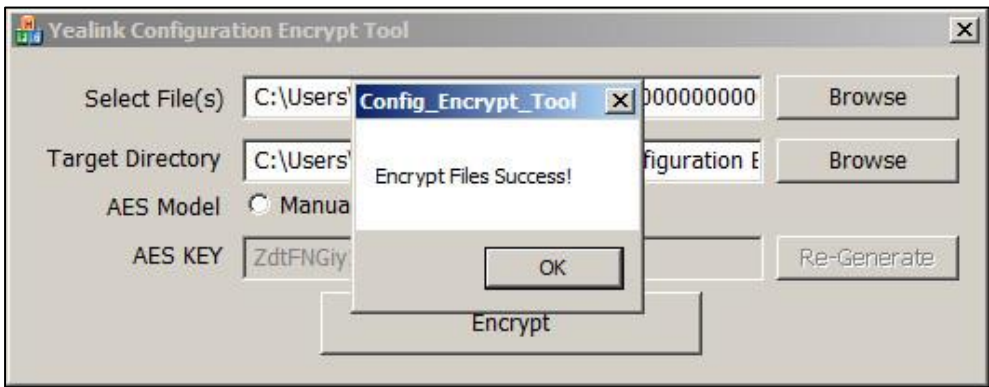 Yealink Configuration Encrypt Tool
Select File(s) C:\Users\ 000000000 Browse
Config_Encrypt_Tool
Target Directory C:\Users\ figuration E Browse
Encrypt Files Success!
AES Model Manua
AES KEY ZdtFNGiy Re-Generate
OK
Encrypt